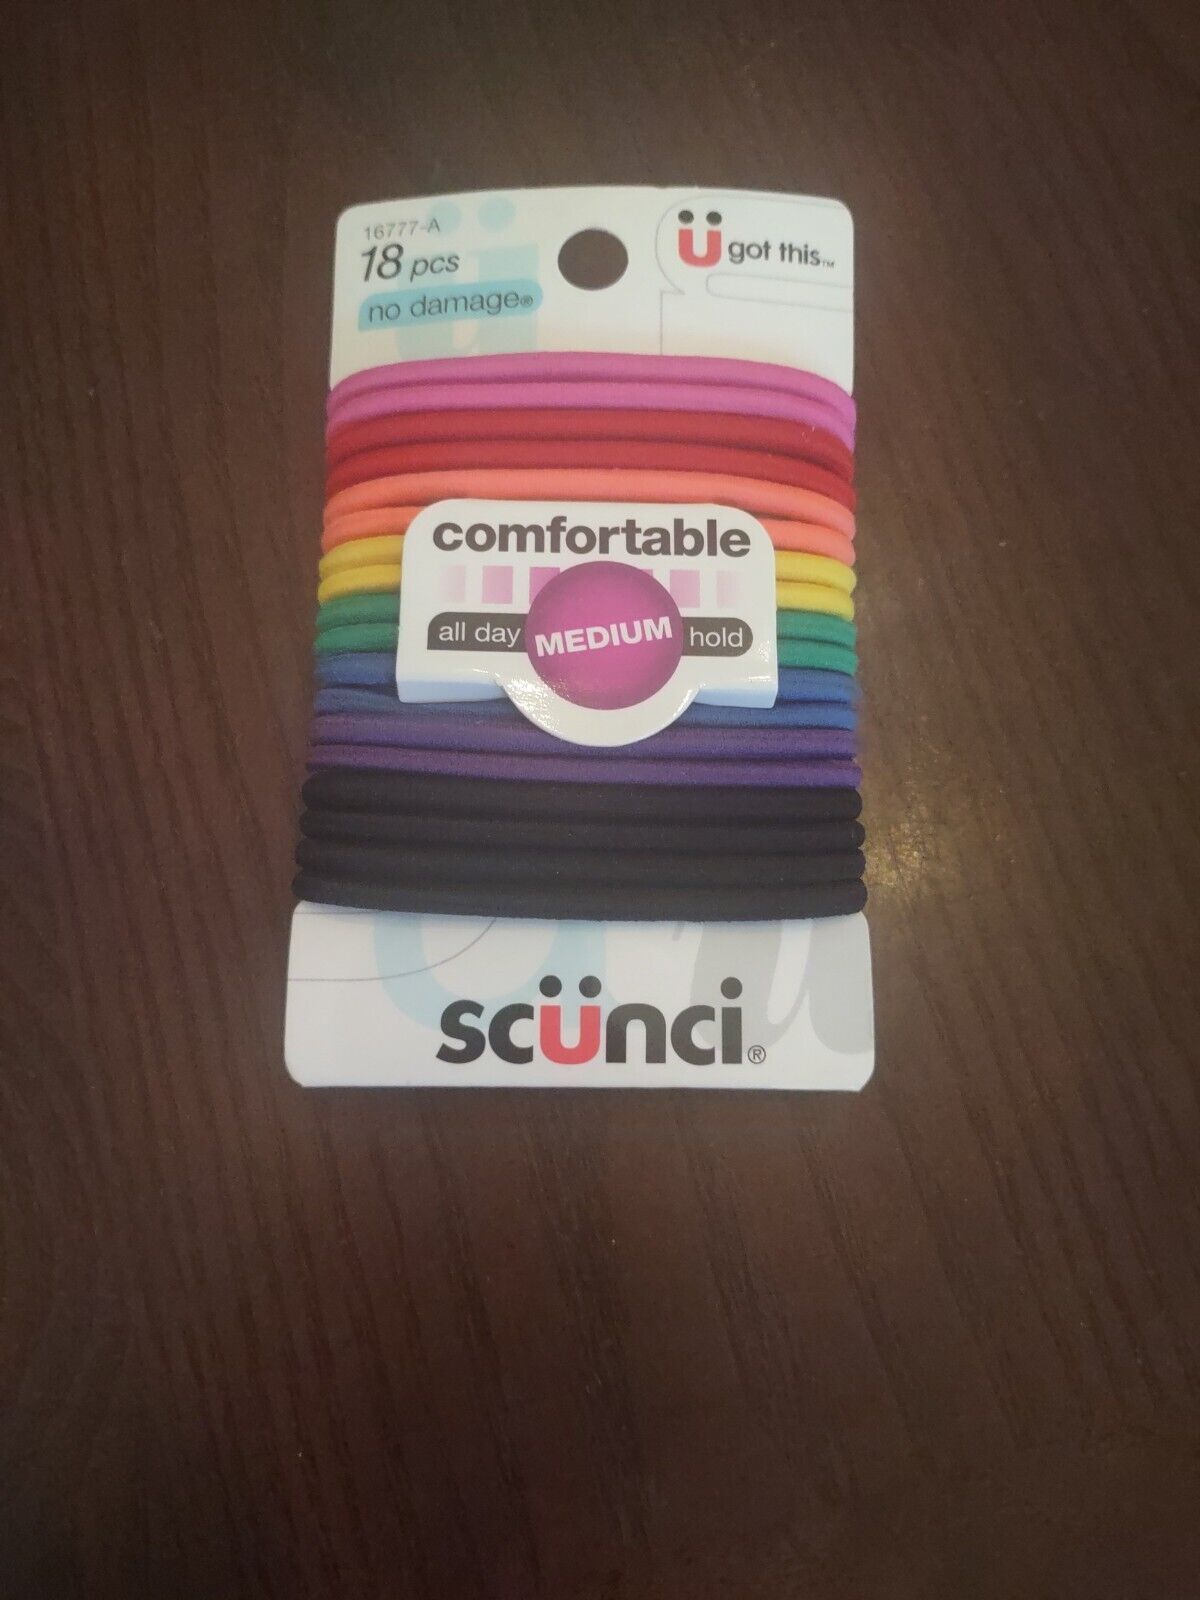 16777-A
18 pcs
no damage®
Ü got this™
comfortable
all day MEDIUM hold
scünci®